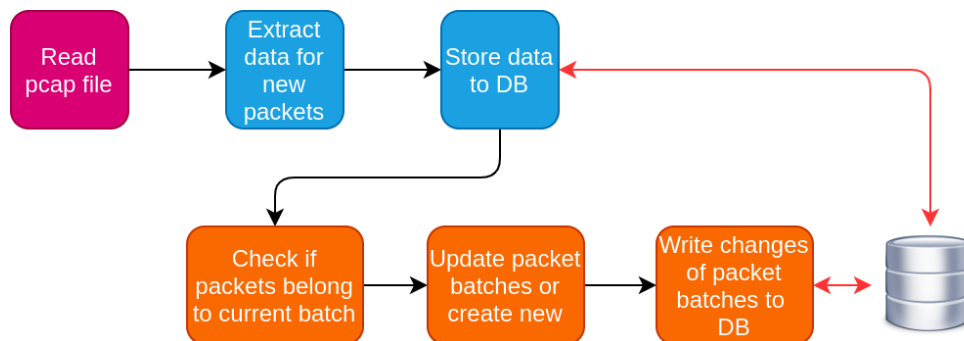 Read
pcap file
Extract
data for
new
packets
Store data
to DB
Check if
packets belong
to current batch
Update packet
batches or
create new
Write changes
of packet
batches to
DB